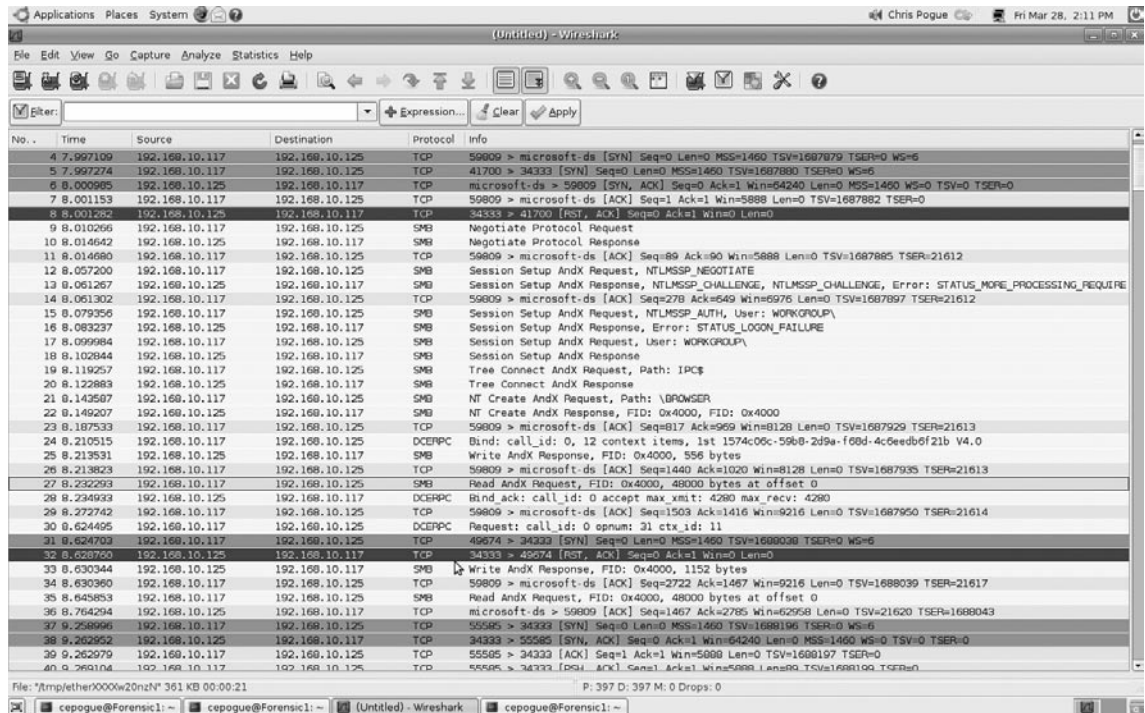 Applications Places System
Chris Pogue
Fri Mar 28, 2:11 PM
(Untitled) - Wireshark
File Edit View Go Capture Analyze Statistics Help
Filter:
Expression... Clear Apply
No. . Time Source Destination Protocol Info
4 7.997109 192.168.10.117 192.168.10.125 TCP 59809 > microsoft-ds [SYN] Seq=0 Len=0 MSS=1460 TSV=1687879 TSER=0 WS=6
5 7.997274 192.168.10.117 192.168.10.125 TCP 41700 > 34333 [SYN] Seq=0 Len=0 MSS=1460 TSV=1687880 TSER=0 WS=6
6 8.000985 192.168.10.125 192.168.10.117 TCP microsoft-ds > 59809 [SYN, ACK] Seq=0 Ack=1 Win=64240 Len=0 MSS=1460 WS=0 TSV=0 TSER=0
7 8.001153 192.168.10.117 192.168.10.125 TCP 59809 > microsoft-ds [ACK] Seq=1 Ack=1 Win=5888 Len=0 TSV=1687882 TSER=0
8 8.001282 192.168.10.125 192.168.10.117 TCP 34333 > 41700 [RST, ACK] Seq=0 Ack=1 Win=0 Len=0
9 8.010266 192.168.10.117 192.168.10.125 SMB Negotiate Protocol Request
10 8.014642 192.168.10.125 192.168.10.117 SMB Negotiate Protocol Response
11 8.014680 192.168.10.117 192.168.10.125 TCP 59809 > microsoft-ds [ACK] Seq=89 Ack=90 Win=5888 Len=0 TSV=1687885 TSER=21612
12 8.057200 192.168.10.117 192.168.10.125 SMB Session Setup AndX Request, NTLMSSP_NEGOTIATE
13 8.061267 192.168.10.125 192.168.10.117 SMB Session Setup AndX Response, NTLMSSP_CHALLENGE, NTLMSSP_CHALLENGE, Error: STATUS_MORE_PROCESSING_REQUIRE
14 8.061302 192.168.10.117 192.168.10.125 TCP 59809 > microsoft-ds [ACK] Seq=278 Ack=649 Win=6976 Len=0 TSV=1687897 TSER=21612
15 8.079356 192.168.10.117 192.168.10.125 SMB Session Setup AndX Request, NTLMSSP_AUTH, User: WORKGROUP\
16 8.083237 192.168.10.125 192.168.10.117 SMB Session Setup AndX Response, Error: STATUS_LOGON_FAILURE
17 8.099984 192.168.10.117 192.168.10.125 SMB Session Setup AndX Request, User: WORKGROUP\
18 8.102844 192.168.10.125 192.168.10.117 SMB Session Setup AndX Response
19 8.119257 192.168.10.117 192.168.10.125 SMB Tree Connect AndX Request, Path: IPC$
20 8.122883 192.168.10.125 192.168.10.117 SMB Tree Connect AndX Response
21 8.143587 192.168.10.117 192.168.10.125 SMB NT Create AndX Request, Path: \BROWSER
22 8.149207 192.168.10.125 192.168.10.117 SMB NT Create AndX Response, FID: 0x4000, FID: 0x4000
23 8.187533 192.168.10.117 192.168.10.125 TCP 59809 > microsoft-ds [ACK] Seq=817 Ack=969 Win=8128 Len=0 TSV=1687929 TSER=21613
24 8.210515 192.168.10.117 192.168.10.125 DCERPC Bind: call_id: 0, 12 context items, 1st 1574c06c-59b8-2d9a-f68d-4c6eedb6f21b V4.0
25 8.213531 192.168.10.125 192.168.10.117 SMB Write AndX Response, FID: 0x4000, 556 bytes
26 8.213823 192.168.10.117 192.168.10.125 TCP 59809 > microsoft-ds [ACK] Seq=1440 Ack=1020 Win=8128 Len=0 TSV=1687935 TSER=21613
27 8.232293 192.168.10.117 192.168.10.125 SMB Read AndX Request, FID: 0x4000, 48000 bytes at offset 0
28 8.234933 192.168.10.125 192.168.10.117 DCERPC Bind_ack: call_id: 0 accept max_xmit: 4280 max_recv: 4280
29 8.272742 192.168.10.117 192.168.10.125 TCP 59809 > microsoft-ds [ACK] Seq=1503 Ack=1416 Win=9216 Len=0 TSV=1687950 TSER=21614
30 8.624495 192.168.10.117 192.168.10.125 DCERPC Request: call_id: 0 opnum: 31 ctx_id: 11
31 8.624703 192.168.10.117 192.168.10.125 TCP 49674 > 34333 [SYN] Seq=0 Len=0 MSS=1460 TSV=1688038 TSER=0 WS=6
32 8.628760 192.168.10.125 192.168.10.117 TCP 34333 > 49674 [RST, ACK] Seq=0 Ack=1 Win=0 Len=0
33 8.630344 192.168.10.125 192.168.10.117 SMB Write AndX Response, FID: 0x4000, 1152 bytes
34 8.630360 192.168.10.117 192.168.10.125 TCP 59809 > microsoft-ds [ACK] Seq=2722 Ack=1467 Win=9216 Len=0 TSV=1688039 TSER=21617
35 8.645853 192.168.10.117 192.168.10.125 SMB Read AndX Request, FID: 0x4000, 48000 bytes at offset 0
36 8.764294 192.168.10.125 192.168.10.117 TCP microsoft-ds > 59809 [ACK] Seq=1467 Ack=2785 Win=62958 Len=0 TSV=21620 TSER=1688043
37 9.258996 192.168.10.117 192.168.10.125 TCP 55585 > 34333 [SYN] Seq=0 Len=0 MSS=1460 TSV=1688196 TSER=0 WS=6
38 9.262952 192.168.10.125 192.168.10.117 TCP 34333 > 55585 [SYN, ACK] Seq=0 Ack=1 Win=64240 Len=0 MSS=1460 WS=0 TSV=0 TSER=0
39 9.262979 192.168.10.117 192.168.10.125 TCP 55585 > 34333 [ACK] Seq=1 Ack=1 Win=5888 Len=0 TSV=1688197 TSER=0
40 9.269104 192.168.10.117 192.168.10.125 TCP 55585 > 34333 [PSH, ACK] Seq=1 Ack=1 Win=5888 Len=89 TSV=1688199 TSER=0
File: "/tmp/etherXXXXw20nzN" 361 KB 00:00:21
P: 397 D: 397 M: 0 Drops: 0
cepogue@Forensic1: ~ cepogue@Forensic1: ~ (Untitled) - Wireshark cepogue@Forensic1: ~